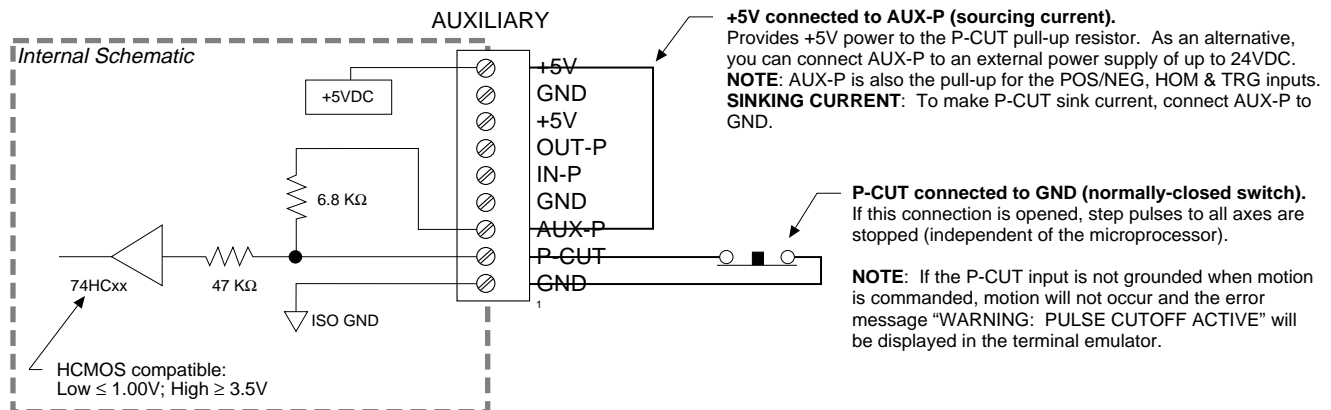 AUXILIARY
Internal Schematic
+5VDC
6.8 KΩ
47 KΩ
74HCxx
ISO GND
HCMOS compatible:
Low ≤ 1.00V; High ≥ 3.5V
+5V
GND
+5V
OUT-P
IN-P
GND
AUX-P
P-CUT
GND
1
+5V connected to AUX-P (sourcing current).
Provides +5V power to the P-CUT pull-up resistor. As an alternative,
you can connect AUX-P to an external power supply of up to 24VDC.
NOTE: AUX-P is also the pull-up for the POS/NEG, HOM & TRG inputs.
SINKING CURRENT: To make P-CUT sink current, connect AUX-P to
GND.
P-CUT connected to GND (normally-closed switch).
If this connection is opened, step pulses to all axes are
stopped (independent of the microprocessor).
NOTE: If the P-CUT input is not grounded when motion
is commanded, motion will not occur and the error
message “WARNING: PULSE CUTOFF ACTIVE” will
be displayed in the terminal emulator.